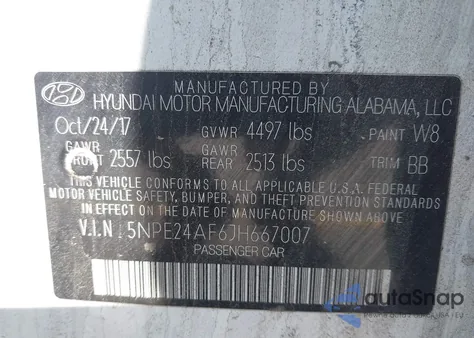 MANUFACTURED BY
HYUNDAI MOTOR MANUFACTURING ALABAMA, LLC
Oct/24/17 GVWR 4497 lbs PAINT W8
GAWR FRONT 2557 lbs GAWR REAR 2513 lbs TRIM BB
THIS VEHICLE CONFORMS TO ALL APPLICABLE U.S.A. FEDERAL
MOTOR VEHICLE SAFETY, BUMPER, AND THEFT PREVENTION STANDARDS
IN EFFECT ON THE DATE OF MANUFACTURE SHOWN ABOVE.
V.I.N : 5NPE24AF6JH667007
PASSENGER CAR
autoSnap